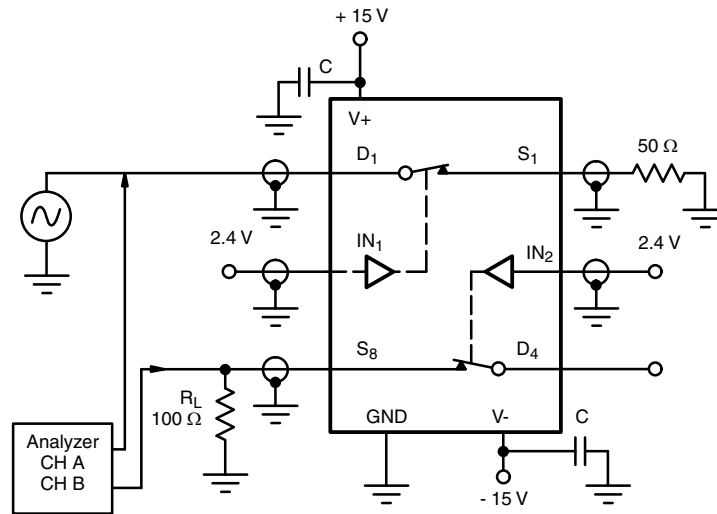 + 15 V
C
V+
D1
S1
50 Ω
2.4 V
IN1
IN2
2.4 V
S8
D4
RL
100 Ω
GND
V-
C
Analyzer
CH A
CH B
- 15 V